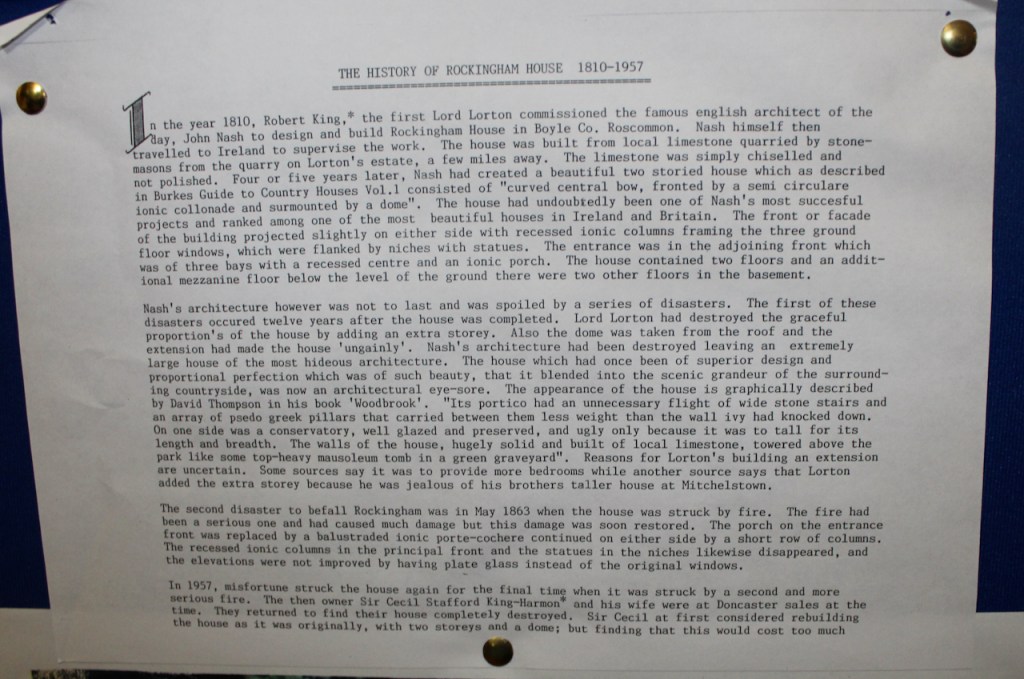 THE HISTORY OF ROCKINGHAM HOUSE 1810-1957
In the year 1810, Robert King,* the first Lord Lorton commissioned the famous english architect of the
day, John Nash to design and build Rockingham House in Boyle Co. Roscommon. Nash himself then
travelled to Ireland to supervise the work. The house was built from local limestone quarried by stone-
masons from the quarry on Lorton's estate, a few miles away. The limestone was simply chiselled and
not polished. Four or five years later, Nash had created a beautiful two storied house which as described
in Burkes Guide to Country Houses Vol.1 consisted of "curved central bow, fronted by a semi circulare
ionic collonade and surmounted by a dome". The house had undoubtedly been one of Nash's most succesful
projects and ranked among one of the most beautiful houses in Ireland and Britain. The front or facade
of the building projected slightly on either side with recessed ionic columns framing the three ground
floor windows, which were flanked by niches with statues. The entrance was in the adjoining front which
was of three bays with a recessed centre and an ionic porch. The house contained two floors and an addit-
ional mezzanine floor below the level of the ground there were two other floors in the basement.
Nash's architecture however was not to last and was spoiled by a series of disasters. The first of these
disasters occured twelve years after the house was completed. Lord Lorton had destroyed the graceful
proportion's of the house by adding an extra storey. Also the dome was taken from the roof and the
extension had made the house 'ungainly'. Nash's architecture had been destroyed leaving an extremely
large house of the most hideous architecture. The house which had once been of superior design and
proportional perfection which was of such beauty, that it blended into the scenic grandeur of the surround-
ing countryside, was now an architectural eye-sore. The appearance of the house is graphically described
by David Thompson in his book 'Woodbrook'. "Its portico had an unnecessary flight of wide stone stairs and
an array of psedo greek pillars that carried between them less weight than the wall ivy had knocked down.
On one side was a conservatory, well glazed and preserved, and ugly only because it was to tall for its
length and breadth. The walls of the house, hugely solid and built of local limestone, towered above the
park like some top-heavy mausoleum tomb in a green graveyard". Reasons for Lorton's building an extension
are uncertain. Some sources say it was to provide more bedrooms while another source says that Lorton
added the extra storey because he was jealous of his brothers taller house at Mitchelstown.
The second disaster to befall Rockingham was in May 1863 when the house was struck by fire. The fire had
been a serious one and had caused much damage but this damage was soon restored. The porch on the entrance
front was replaced by a balustraded ionic porte-cochere continued on either side by a short row of columns.
The recessed ionic columns in the principal front and the statues in the niches likewise disappeared, and
the elevations were not improved by having plate glass instead of the original windows.
In 1957, misfortune struck the house again for the final time when it was struck by a second and more
serious fire. The then owner Sir Cecil Stafford King-Harmon* and his wife were at Doncaster sales at the
time. They returned to find their house completely destroyed. Sir Cecil at first considered rebuilding
the house as it was originally, with two storeys and a dome; but finding that this would cost too much